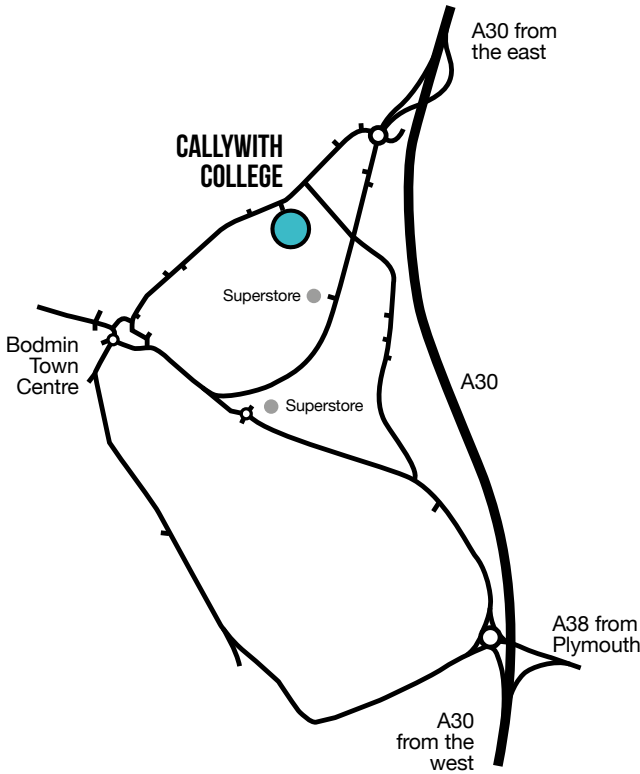 A30 from
the east
CALLYWITH
COLLEGE
Superstore
Bodmin
Town
Centre
A30
Superstore
A38 from
Plymouth
A30
from the
west